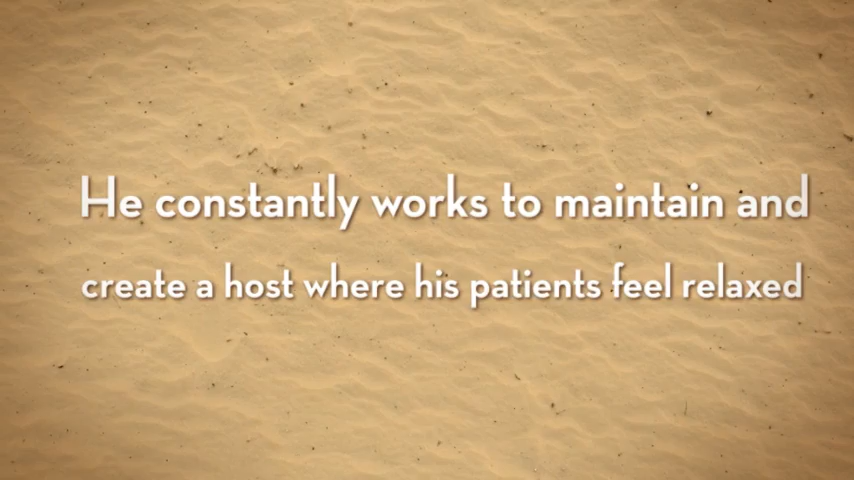 He constantly works to maintain and
create a host where his patients feel relaxed